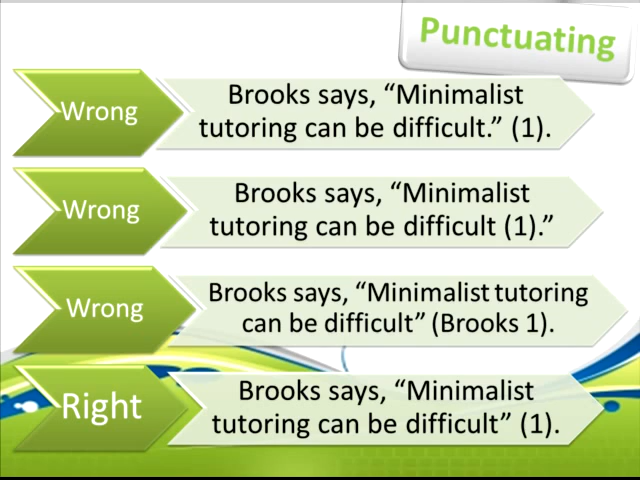 Punctuating
Wrong
Brooks says, “Minimalist
tutoring can be difficult.” (1).
Wrong
Brooks says, “Minimalist
tutoring can be difficult (1).”
Wrong
Brooks says, “Minimalist tutoring
can be difficult” (Brooks 1).
Right
Brooks says, “Minimalist
tutoring can be difficult” (1).